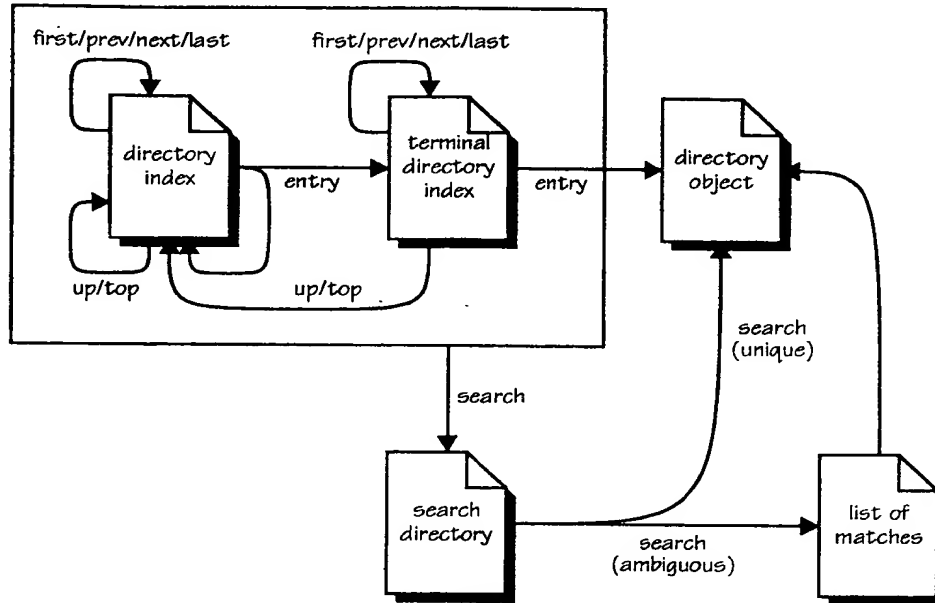 first/prev/next/last
first/prev/next/last
directory
index
terminal
directory
index
directory
object
entry
entry
up/top
up/top
search
(unique)
search
search
directory
search
(ambiguous)
list of
matches